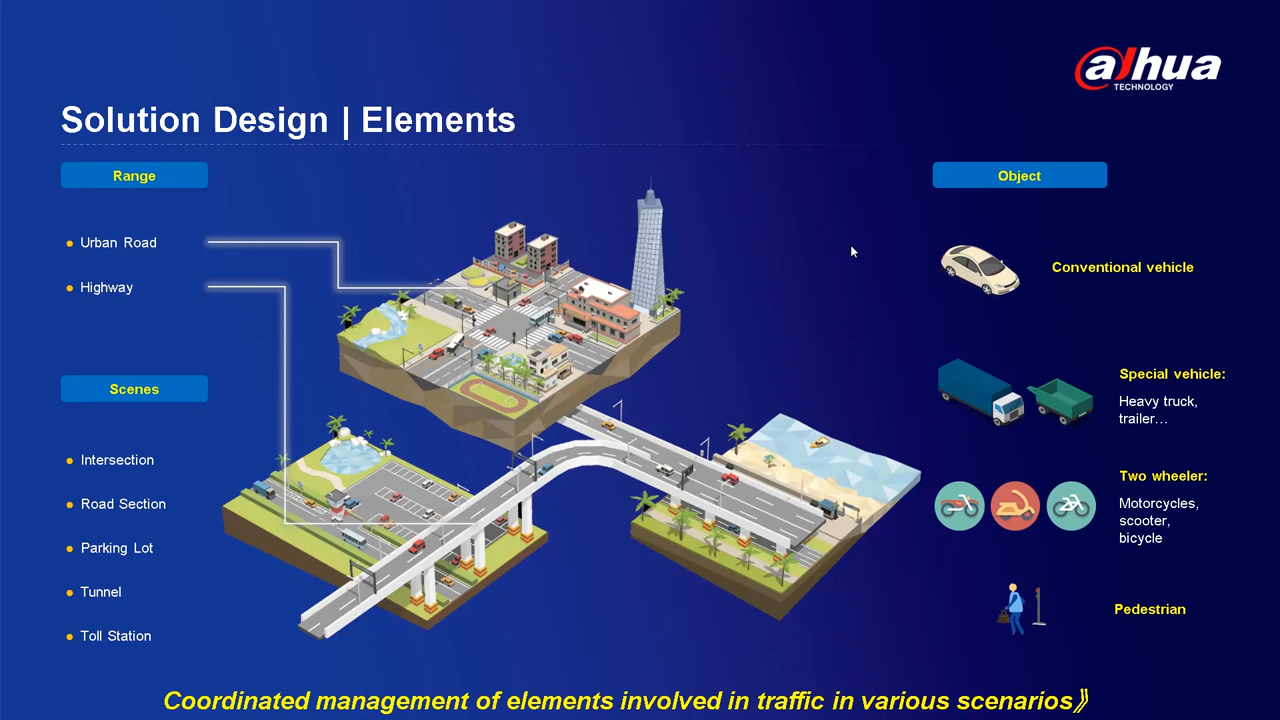 alhua
TECHNOLOGY
Solution Design | Elements
Range
Urban Road
Highway
Scenes
Intersection
Road Section
Parking Lot
Tunnel
Toll Station
Object
Conventional vehicle
Special vehicle:
Heavy truck,
trailer…
Two wheeler:
Motorcycles,
scooter,
bicycle
Pedestrian
Coordinated management of elements involved in traffic in various scenarios》